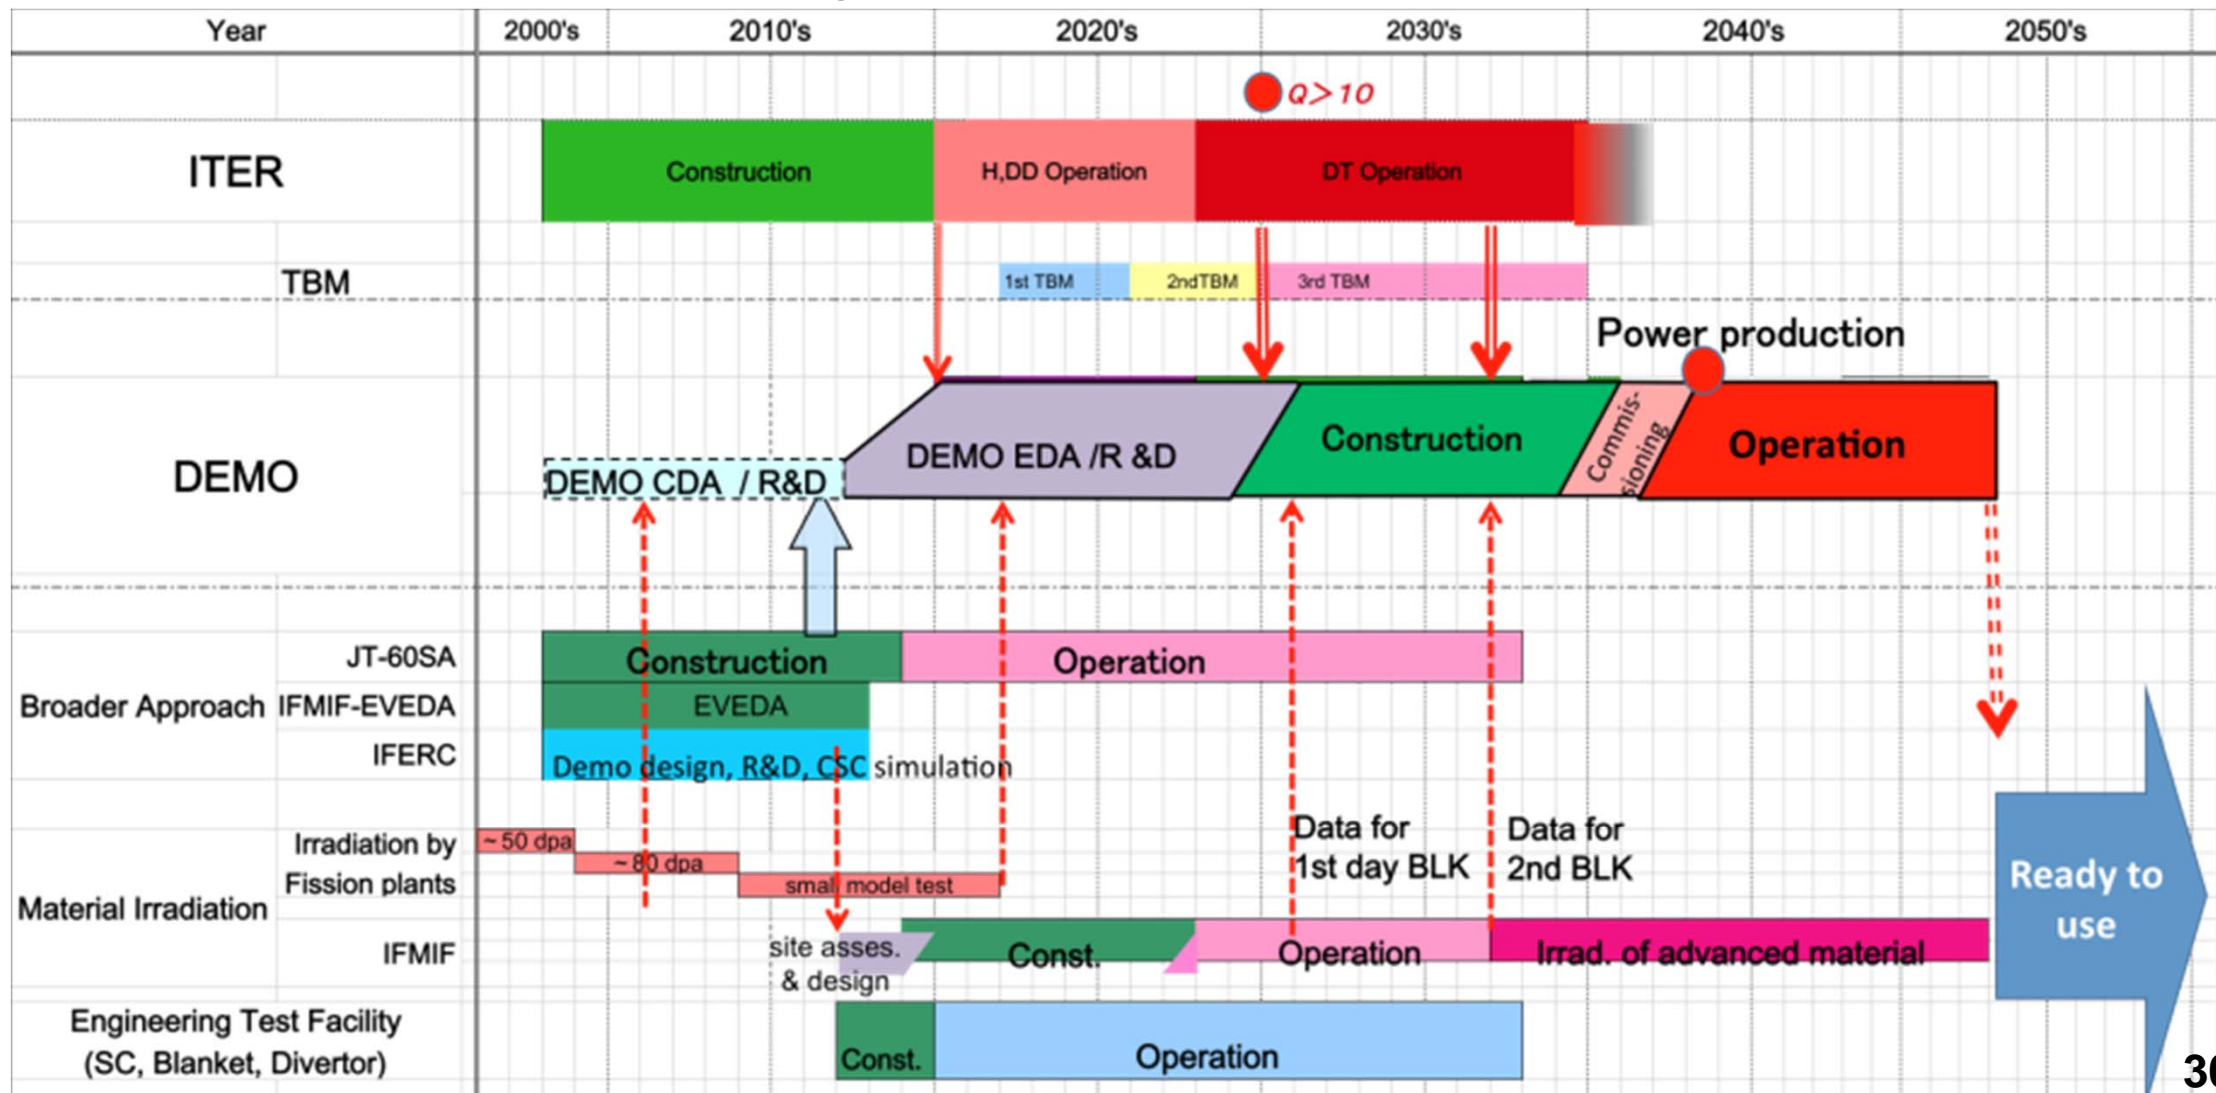 Year 2000's 2010's 2020's 2030's 2040's 2050's
Q>10
ITER Construction H,DD Operation DT Operation
TBM 1st TBM 2ndTBM 3rd TBM
Power production
DEMO DEMO CDA / R&D DEMO EDA /R &D Construction Commis-
sioning Operation
Broader Approach
JT-60SA Construction Operation
IFMIF-EVEDA EVEDA
IFERC Demo design, R&D, CSC simulation
Material Irradiation
Irradiation by
Fission plants
~ 50 dpa
~ 80 dpa
small model test
Data for
1st day BLK
Data for
2nd BLK
IFMIF
site asses.
& design
Const. Operation Irrad. of advanced material
Ready to
use
Engineering Test Facility
(SC, Blanket, Divertor)
Const. Operation